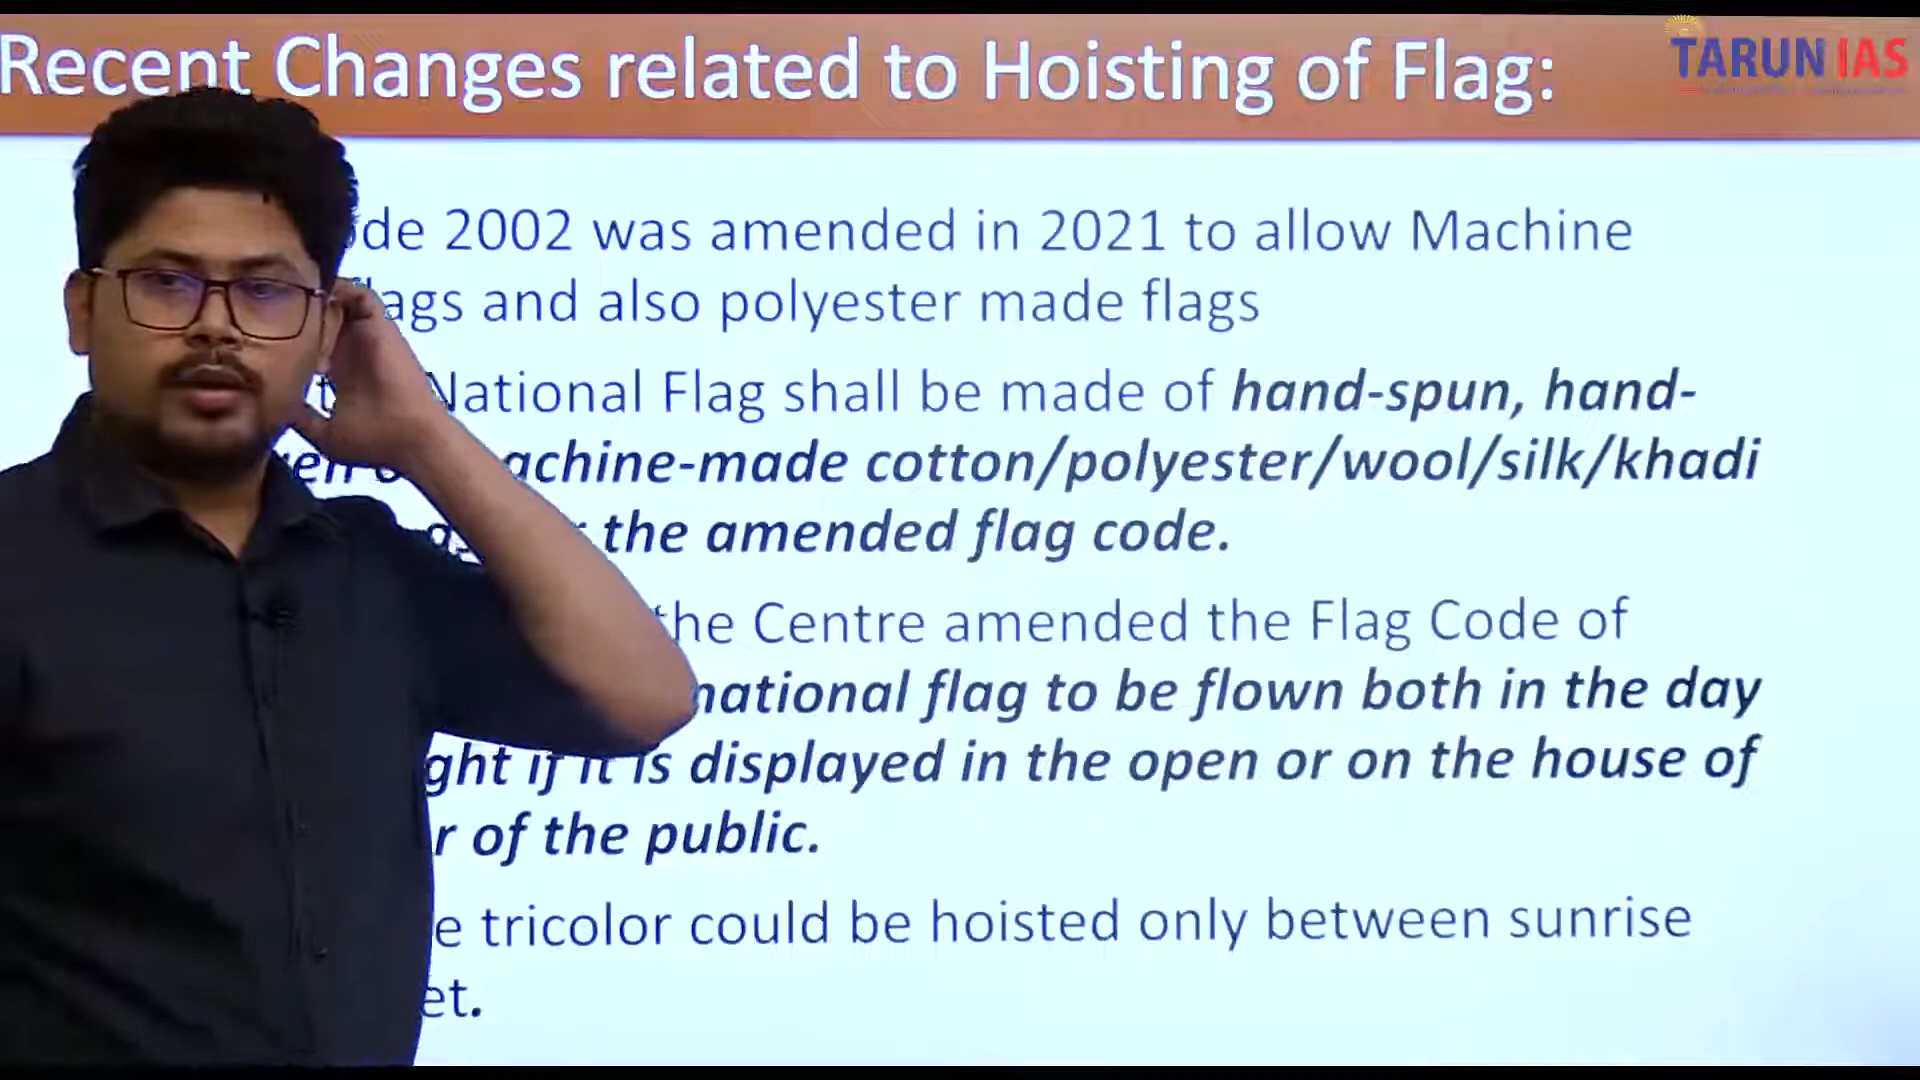 Recent Changes related to Hoisting of Flag:
TARUN IAS
de 2002 was amended in 2021 to allow Machine
lags and also polyester made flags
National Flag shall be made of hand-spun, hand-
achine-made cotton/polyester/wool/silk/khadi
the amended flag code.
the Centre amended the Flag Code of
national flag to be flown both in the day
ght if it is displayed in the open or on the house of
r of the public.
e tricolor could be hoisted only between sunrise
et.